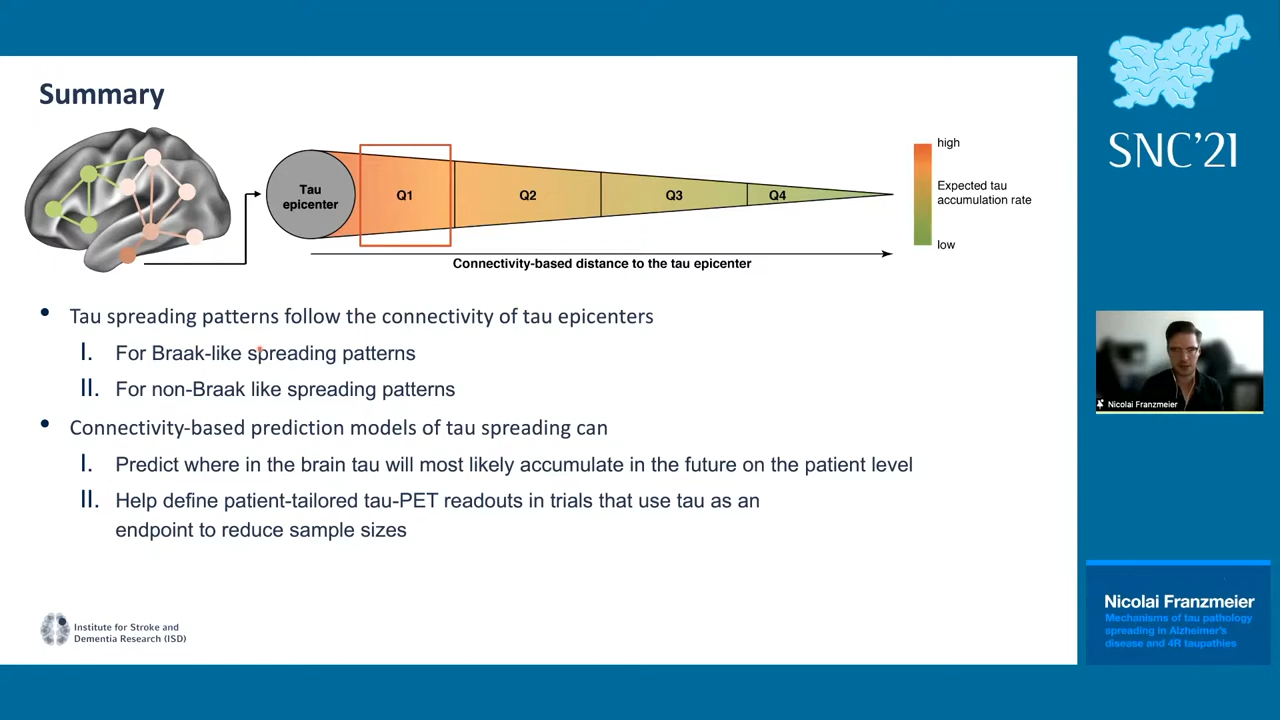 Summary
Tau
epicenter
Q1
Q2
Q3
Q4
Connectivity-based distance to the tau epicenter
high
Expected tau
accumulation rate
low
• Tau spreading patterns follow the connectivity of tau epicenters
I. For Braak-like spreading patterns
II. For non-Braak like spreading patterns
• Connectivity-based prediction models of tau spreading can
I. Predict where in the brain tau will most likely accumulate in the future on the patient level
II. Help define patient-tailored tau-PET readouts in trials that use tau as an
endpoint to reduce sample sizes
Institute for Stroke and
Dementia Research (ISD)
SNC'21
Nicolai Franzmeier
Nicolai Franzmeier
Mechanisms of tau pathology
spreading in Alzheimer's
disease and 4R taupathies